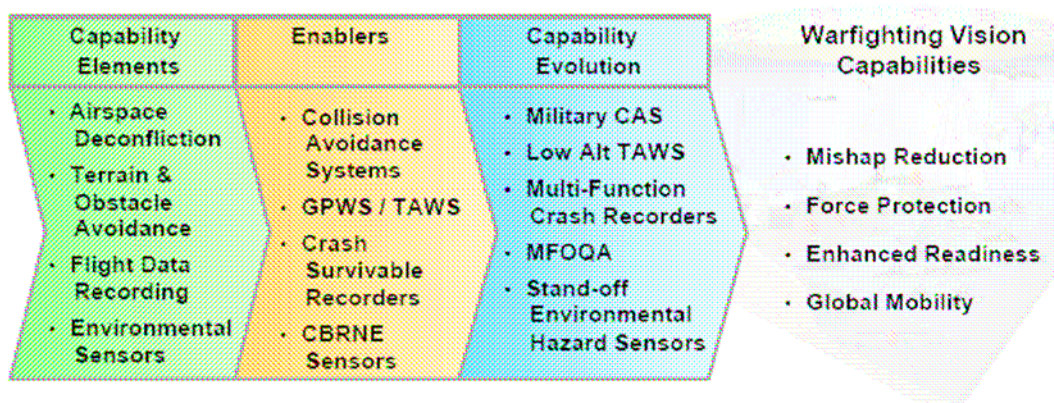 Capability
Elements
· Airspace
Deconfliction
· Terrain &
Obstacle
Avoidance
· Flight Data
Recording
· Environmental
Sensors
Enablers
· Collision
Avoidance
Systems
· GPWS / TAWS
· Crash
Survivable
Recorders
· CBRNE
Sensors
Capability
Evolution
· Military CAS
· Low Alt TAWS
· Multi-Function
Crash Recorders
· MFOQA
· Stand-off
Environmental
Hazard Sensors
Warfighting Vision
Capabilities
· Mishap Reduction
· Force Protection
· Enhanced Readiness
· Global Mobility